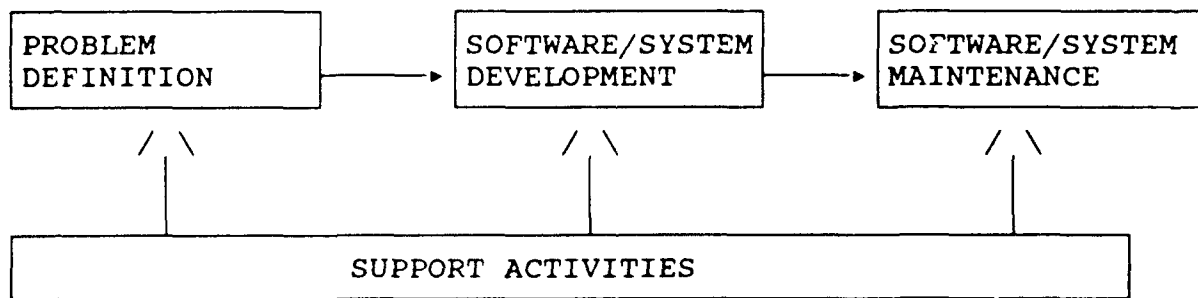 PROBLEM
DEFINITION
SOFTWARE/SYSTEM
DEVELOPMENT
SOFTWARE/SYSTEM
MAINTENANCE
SUPPORT ACTIVITIES